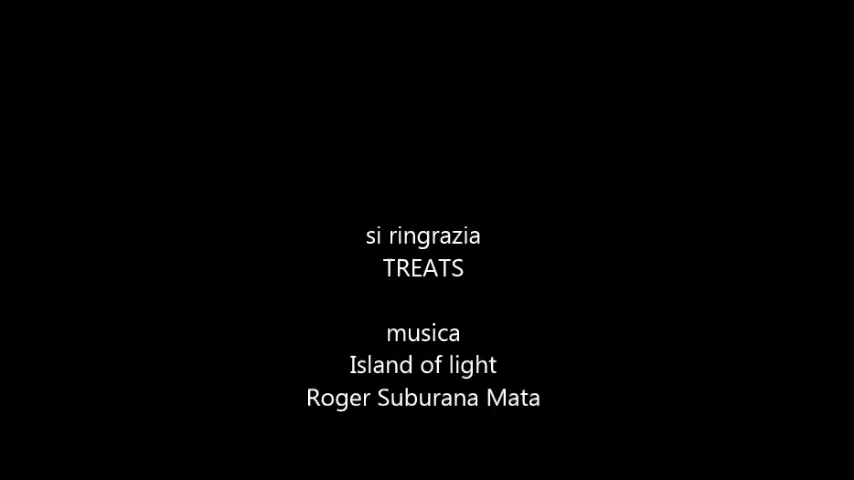 si ringrazia
TREATS
musica
Island of light
Roger Suburana Mata